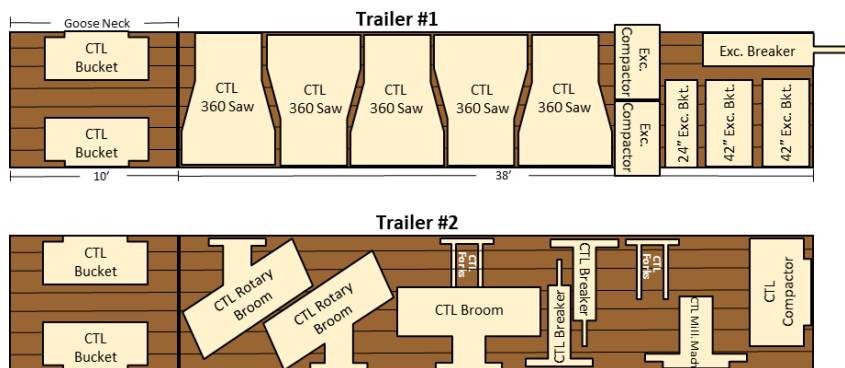 Trailer #1
Goose Neck
CTL
Bucket
CTL
Bucket
CTL
360 Saw
CTL
360 Saw
CTL
360 Saw
CTL
360 Saw
CTL
360 Saw
Exc.
Compactor
Exc.
Compactor
Exc. Breaker
24” Exc. Bkt.
42” Exc. Bkt.
42” Exc. Bkt.
10’
38’
Trailer #2
CTL
Bucket
CTL
Bucket
CTL Rotary
Broom
CTL Rotary
Broom
CTL
Forks
CTL Broom
CTL Breaker
CTL Breaker
CTL
Forks
CTL Mill. Mach
CTL
Compactor